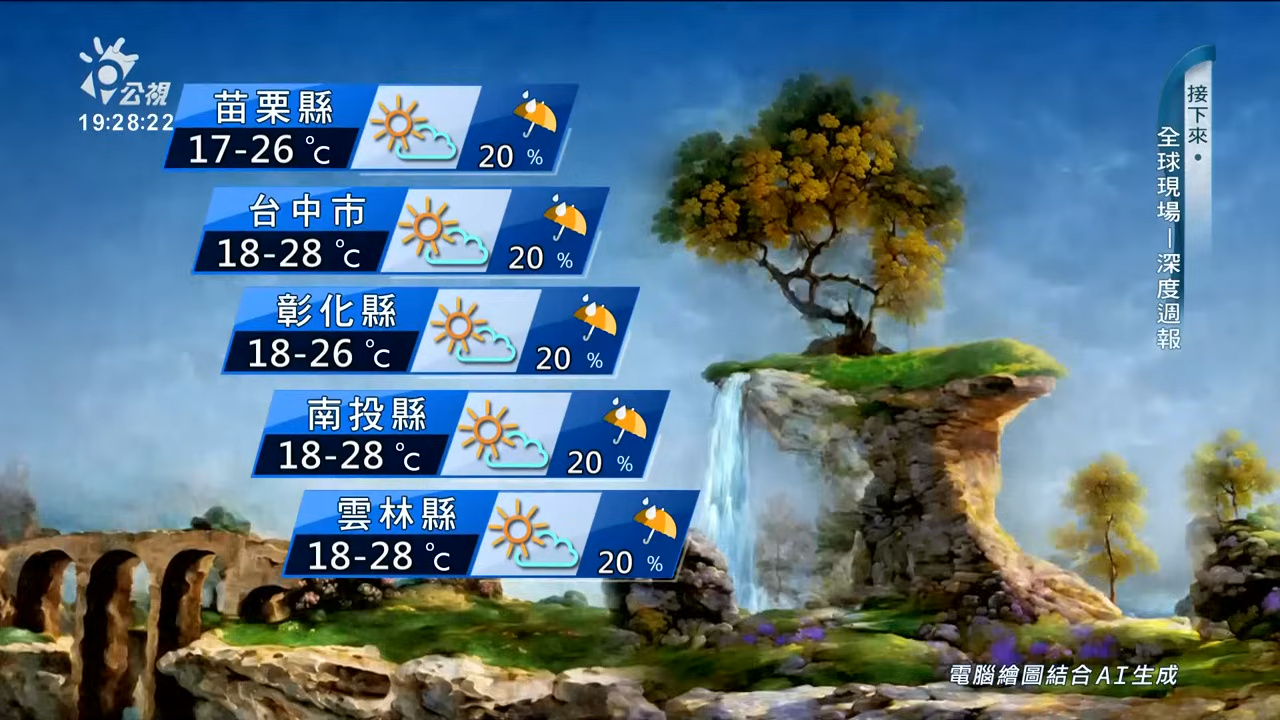 公視
19:28:22
苗栗縣
17-26 ℃
20 %
台中市
18-28 ℃
20 %
彰化縣
18-26 ℃
20 %
南投縣
18-28 ℃
20 %
雲林縣
18-28 ℃
20 %
接下來•
全球現場—深度週報
電腦繪圖結合AI生成